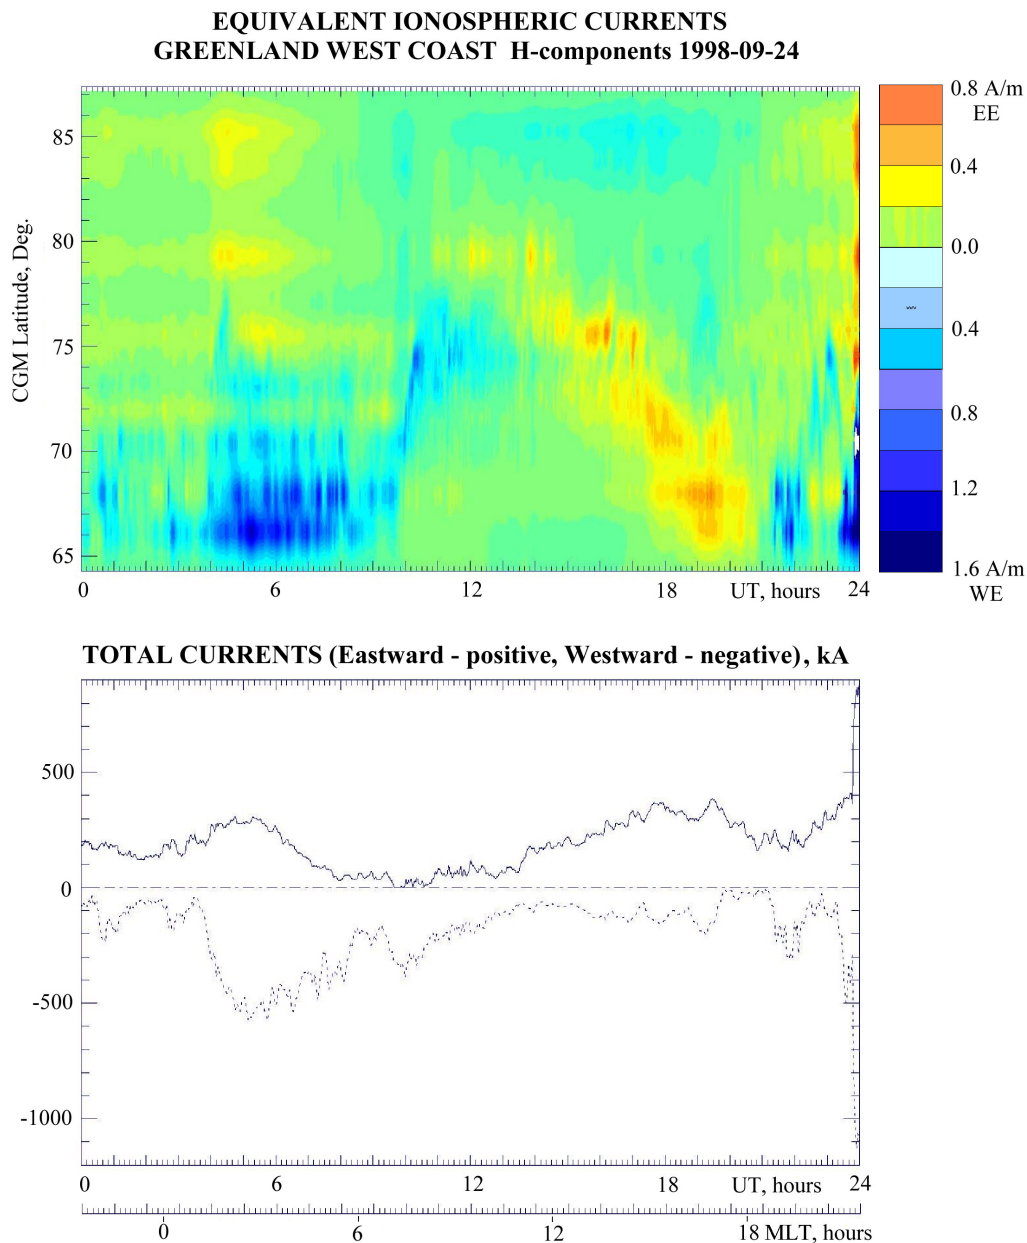 EQUIVALENT IONOSPHERIC CURRENTS
GREENLAND WEST COAST H-components 1998-09-24
0.8 A/m
EE
0.4
0.0
0.4
0.8
1.2
1.6 A/m
WE
CGM Latitude, Deg.
85
80
75
70
65
0 6 12 18 UT, hours 24
TOTAL CURRENTS (Eastward - positive, Westward - negative), kA
500
0
-500
-1000
0 6 12 18 UT, hours 24
0 6 12 18 MLT, hours